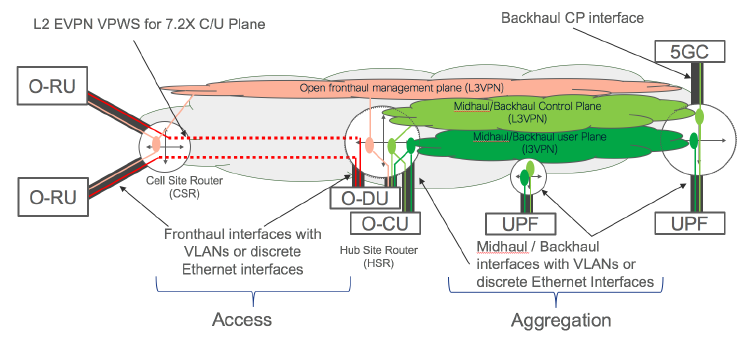 L2 EVPN VPWS for 7.2X C/U Plane
Backhaul CP interface
5GC
O-RU
Open fronthaul management plane (L3VPN)
Midhaul/Backhaul Control Plane
(L3VPN)
Midhaul/Backhaul user Plane
(l3VPN)
Cell Site Router
(CSR)
O-RU
O-DU
O-CU
UPF
UPF
Fronthaul interfaces with
VLANs or discrete
Ethernet interfaces
Hub Site Router
(HSR)
Midhaul / Backhaul
interfaces with VLANs or
discrete Ethernet Interfaces
Access
Aggregation